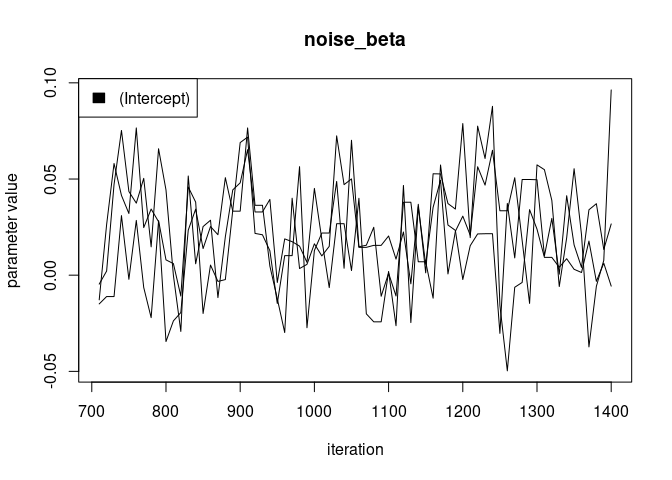 noise_beta
(Intercept)
parameter value
0.10
0.05
0.00
-0.05
700 800 900 1000 1100 1200 1300 1400
iteration